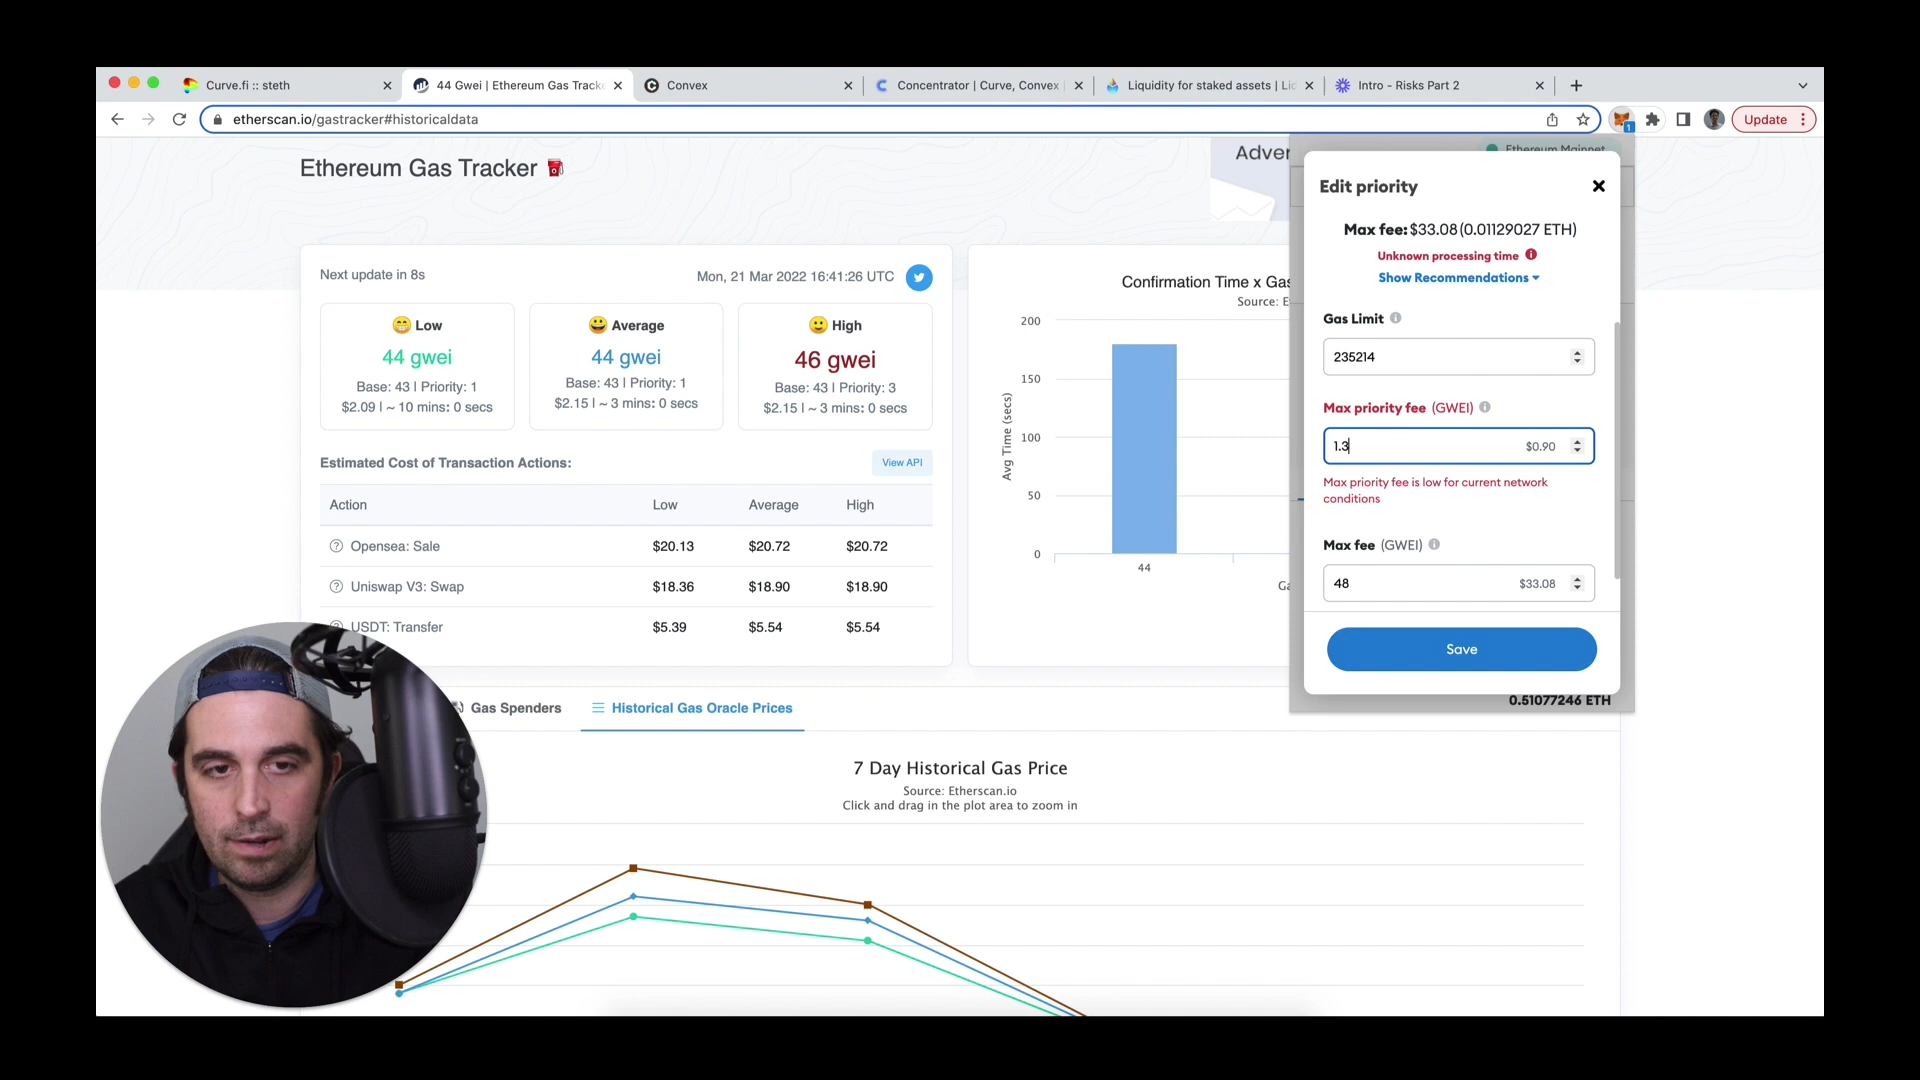 Curve.fi :: steth
44 Gwei | Ethereum Gas Tracke
Convex
Concentrator | Curve, Convex
Liquidity for staked assets | Lid
Intro - Risks Part 2
etherscan.io/gastracker#historicaldata
1
Update
Ethereum Gas Tracker
Adver
Ethereum Mainnet
Next update in 8s
Mon, 21 Mar 2022 16:41:26 UTC
Low
44 gwei
Base: 43 | Priority: 1
$2.09 | ~ 10 mins: 0 secs
Average
44 gwei
Base: 43 | Priority: 1
$2.15 | ~ 3 mins: 0 secs
High
46 gwei
Base: 43 | Priority: 3
$2.15 | ~ 3 mins: 0 secs
Estimated Cost of Transaction Actions:
View API
Action Low Average High
Opensea: Sale $20.13 $20.72 $20.72
Uniswap V3: Swap $18.36 $18.90 $18.90
USDT: Transfer $5.39 $5.54 $5.54
Confirmation Time x Gas
Source: E
Avg Time (secs)
200
150
100
50
0
44
Ga
Edit priority
Max fee: $33.08 (0.01129027 ETH)
Unknown processing time
Show Recommendations
Gas Limit
235214
Max priority fee (GWEI)
1.3 $0.90
Max priority fee is low for current network
conditions
Max fee (GWEI)
48 $33.08
Save
0.51077246 ETH
Gas Spenders
Historical Gas Oracle Prices
7 Day Historical Gas Price
Source: Etherscan.io
Click and drag in the plot area to zoom in